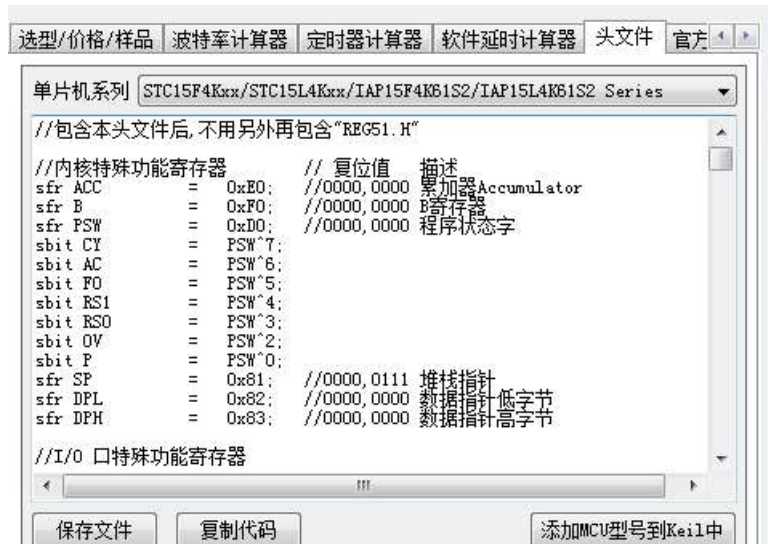 选型/价格/样品 波特率计算器 定时器计算器 软件延时计算器 头文件 官方
单片机系列 STC15F4Kxx/STC15L4Kxx/IAP15F4K61S2/IAP15L4K61S2 Series
//包含本头文件后,不用另外再包含"REG51.H"
//内核特殊功能寄存器 // 复位值 描述
sfr ACC = 0xE0; //0000,0000 累加器Accumulator
sfr B = 0xF0; //0000,0000 B寄存器
sfr PSW = 0xD0; //0000,0000 程序状态字
sbit CY = PSW^7;
sbit AC = PSW^6;
sbit F0 = PSW^5;
sbit RS1 = PSW^4;
sbit RS0 = PSW^3;
sbit OV = PSW^2;
sbit P = PSW^0;
sfr SP = 0x81; //0000,0111 堆栈指针
sfr DPL = 0x82; //0000,0000 数据指针低字节
sfr DPH = 0x83; //0000,0000 数据指针高字节
//I/O 口特殊功能寄存器
保存文件 复制代码 添加MCU型号到Keil中